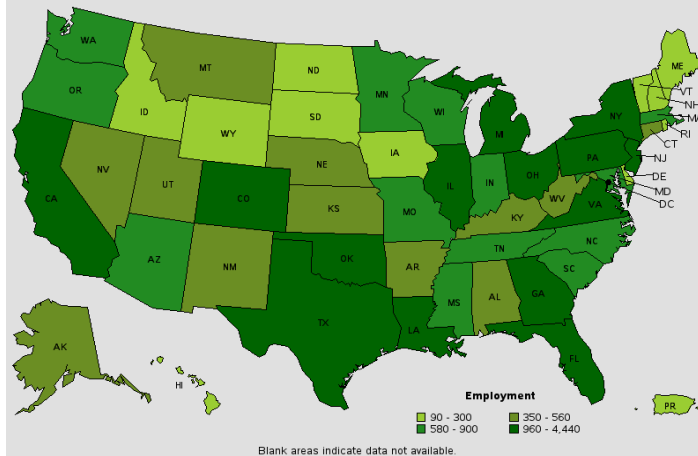 WA
MT
ND
MN
ME
VT
NH
MA
RI
CT
OR
ID
SD
WI
MI
NY
WY
IA
PA
NJ
NE
IL
IN
OH
DE
MD
DC
NV
UT
CO
KS
MO
KY
WV
VA
CA
AZ
NM
OK
AR
TN
NC
SC
TX
LA
MS
AL
GA
FL
AK
HI
PR
Employment
90 - 300 350 - 560
580 - 900 960 - 4,440
Blank areas indicate data not available.